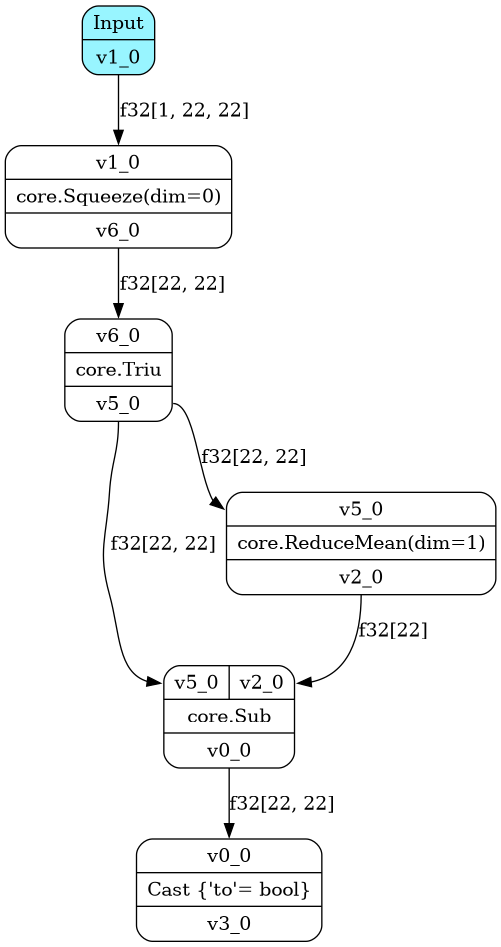 Input
v1_0
f32[1, 22, 22]
v1_0
core.Squeeze(dim=0)
v6_0
f32[22, 22]
v6_0
core.Triu
v5_0
f32[22, 22]
v5_0
core.ReduceMean(dim=1)
v2_0
f32[22, 22]
f32[22]
v5_0 v2_0
core.Sub
v0_0
f32[22, 22]
v0_0
Cast {'to'= bool}
v3_0